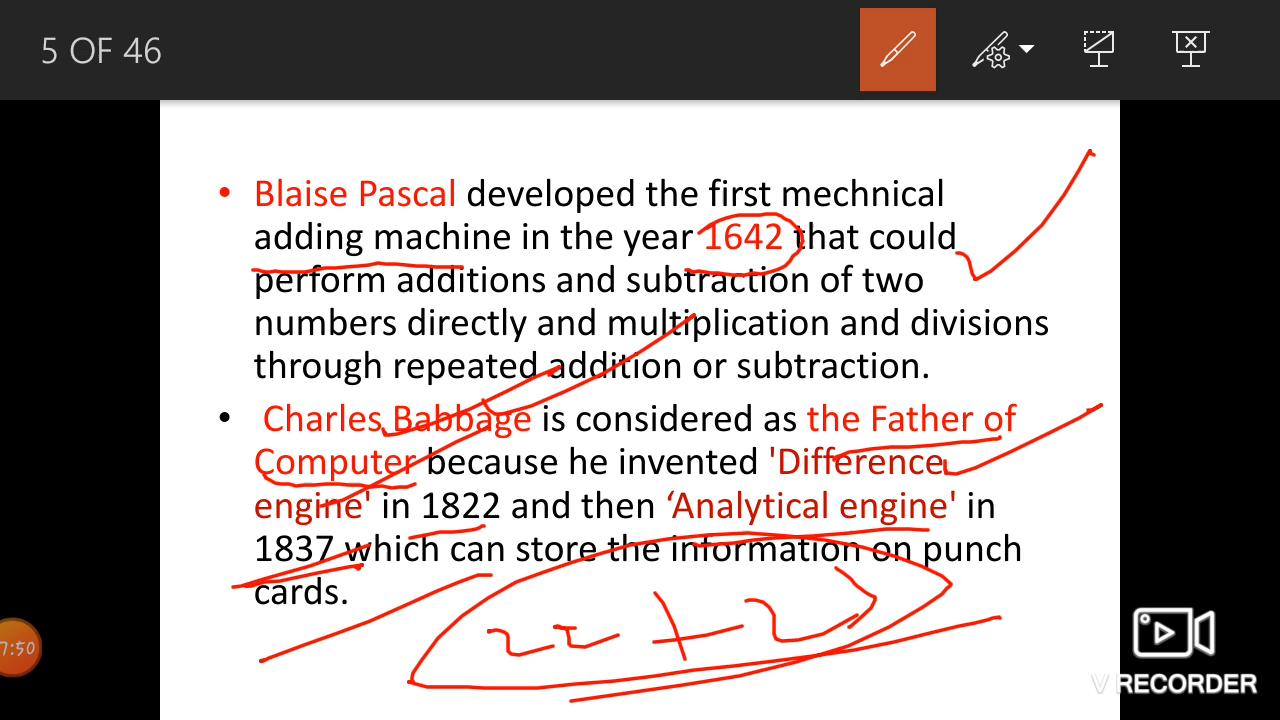 5 OF 46
• Blaise Pascal developed the first mechnical
adding machine in the year 1642 that could
perform additions and subtraction of two
numbers directly and multiplication and divisions
through repeated addition or subtraction.
• Charles Babbage is considered as the Father of
Computer because he invented 'Difference
engine' in 1822 and then ‘Analytical engine' in
1837 which can store the information on punch
cards.
7:50
V RECORDER